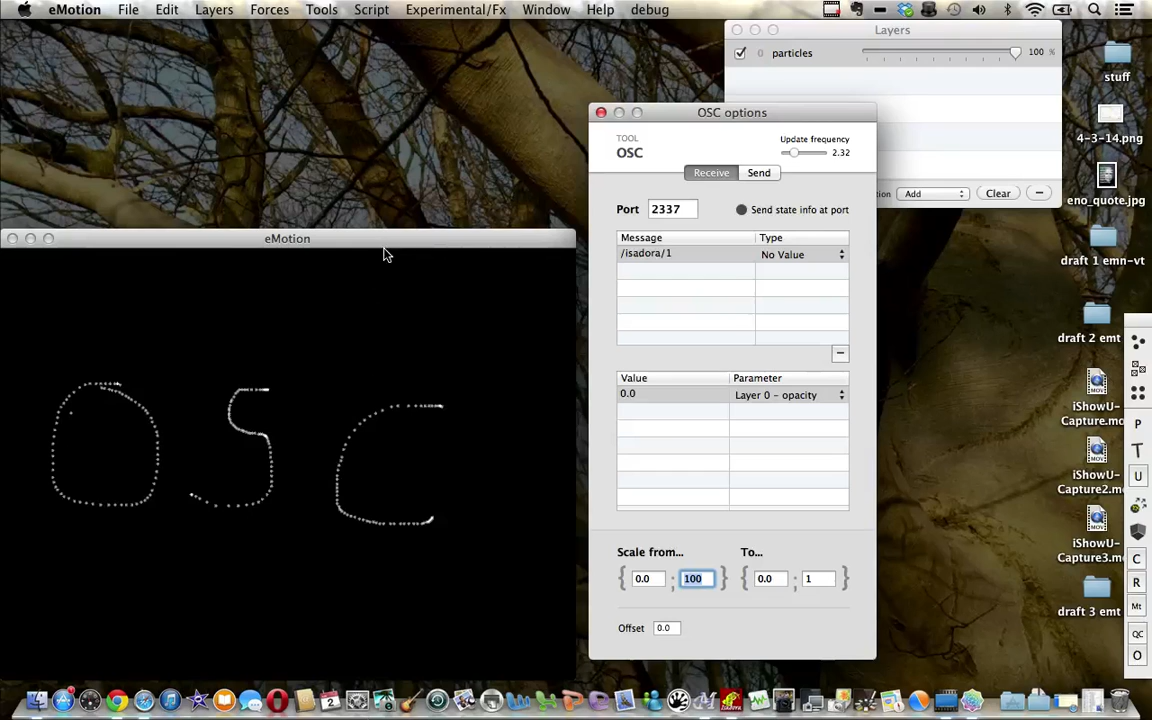 eMotion File Edit Layers Forces Tools Script Experimental/Fx Window Help debug
Layers
0 particles 100 %
Add Clear
OSC options
TOOL
OSC
Update frequency
2.32
Receive Send
Port 2337 Send state info at port
Message Type
/isadora/1 No Value
Value Parameter
0.0 Layer 0 - opacity
Scale from... To...
{ 0.0 ; 100 } { 0.0 ; 1 }
Offset 0.0
eMotion
OSC
stuff
4-3-14.png
eno_quote.jpg
draft 1 emn-vt
draft 2 emt
iShowU-
Capture.mo
iShowU-
Capture2.mo
iShowU-
Capture3.mo
draft 3 emt
P
T
U
C
R
Mt
QC
O